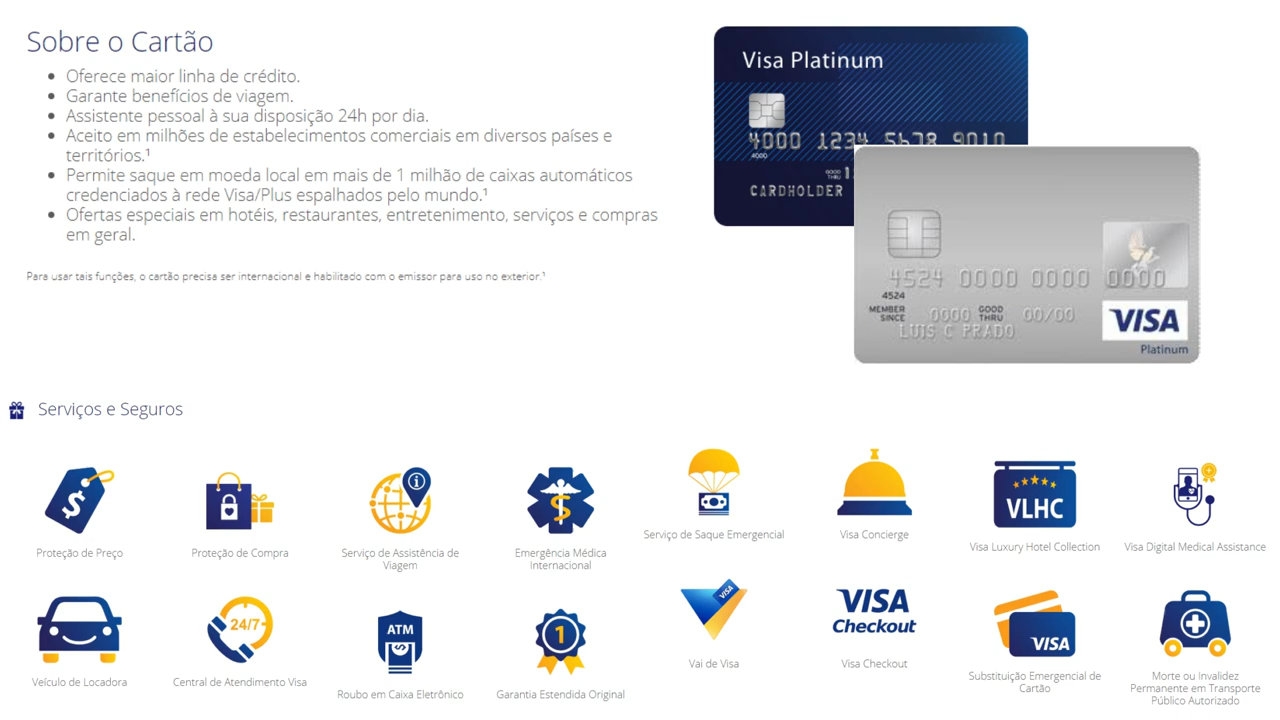 Sobre o Cartão
Oferece maior linha de crédito.
Garante benefícios de viagem.
Assistente pessoal à sua disposição 24h por dia.
Aceito em milhões de estabelecimentos comerciais em diversos países e
territórios.¹
Permite saque em moeda local em mais de 1 milhão de caixas automáticos
credenciados à rede Visa/Plus espalhados pelo mundo.¹
Ofertas especiais em hotéis, restaurantes, entretenimento, serviços e compras
em geral.
Para usar tais funções, o cartão precisa ser internacional e habilitado com o emissor para uso no exterior.¹
Visa Platinum
4000 1234 5678 9010
4000
GOOD
THRU
CARDHOLDER
4524 0000 0000 0000
4524
MEMBER
SINCE
0000
GOOD
THRU
00/00
LUIS C PRADO
VISA
Platinum
Serviços e Seguros
$
Proteção de Preço
Proteção de Compra
i
Serviço de Assistência de
Viagem
Emergência Médica
Internacional
Serviço de Saque Emergencial
Visa Concierge
VLHC
Visa Luxury Hotel Collection
Visa Digital Medical Assistance
Veículo de Locadora
24/7
Central de Atendimento Visa
ATM
Roubo em Caixa Eletrônico
1
Garantia Estendida Original
VISA
Vai de Visa
VISA
Checkout
Visa Checkout
VISA
Substituição Emergencial de
Cartão
Morte ou Invalidez
Permanente em Transporte
Público Autorizado